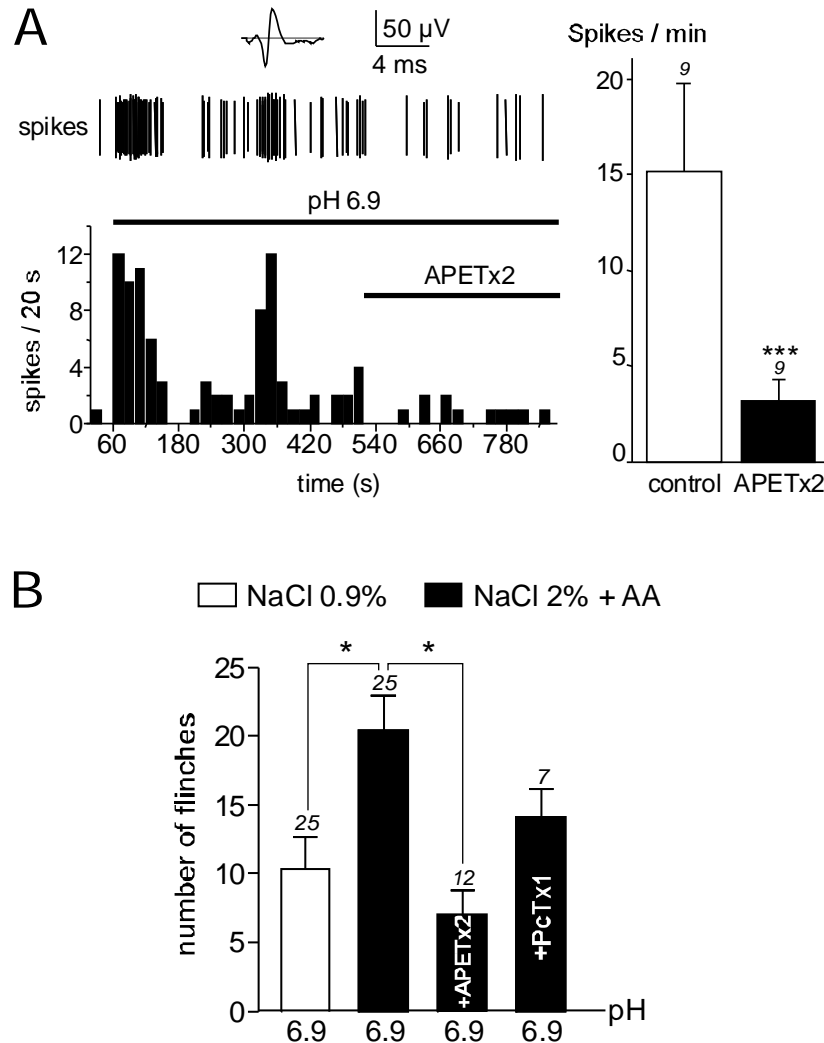 A
50 µV
4 ms
spikes
pH 6.9
APETx2
spikes / 20 s
12
8
4
0
60 180 300 420 540 660 780
time (s)
Spikes / min
20
15
10
5
0
9
***
9
control APETx2
B
NaCl 0.9% NaCl 2% + AA
number of flinches
25
20
15
10
5
0
* *
25
25
12
7
+APETx2
+PcTx1
6.9 6.9 6.9 6.9
pH